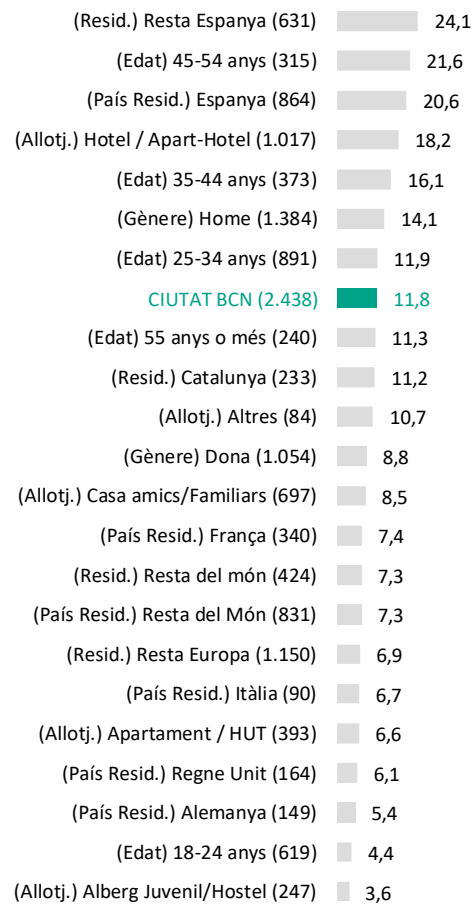 (Resid.) Resta Espanya (631) 24,1
(Edat) 45-54 anys (315) 21,6
(País Resid.) Espanya (864) 20,6
(Allotj.) Hotel / Apart-Hotel (1.017) 18,2
(Edat) 35-44 anys (373) 16,1
(Gènere) Home (1.384) 14,1
(Edat) 25-34 anys (891) 11,9
CIUTAT BCN (2.438) 11,8
(Edat) 55 anys o més (240) 11,3
(Resid.) Catalunya (233) 11,2
(Allotj.) Altres (84) 10,7
(Gènere) Dona (1.054) 8,8
(Allotj.) Casa amics/Familiars (697) 8,5
(País Resid.) França (340) 7,4
(Resid.) Resta del món (424) 7,3
(País Resid.) Resta del Món (831) 7,3
(Resid.) Resta Europa (1.150) 6,9
(País Resid.) Itàlia (90) 6,7
(Allotj.) Apartament / HUT (393) 6,6
(País Resid.) Regne Unit (164) 6,1
(País Resid.) Alemanya (149) 5,4
(Edat) 18-24 anys (619) 4,4
(Allotj.) Alberg Juvenil/Hostel (247) 3,6